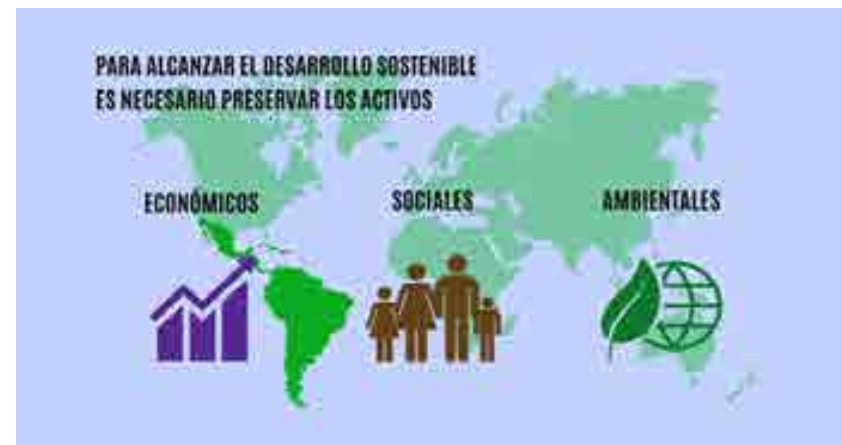 PARA ALCANZAR EL DESARROLLO SOSTENIBLE
ES NECESARIO PRESERVAR LOS ACTIVOS
ECONÓMICOS
SOCIALES
AMBIENTALES